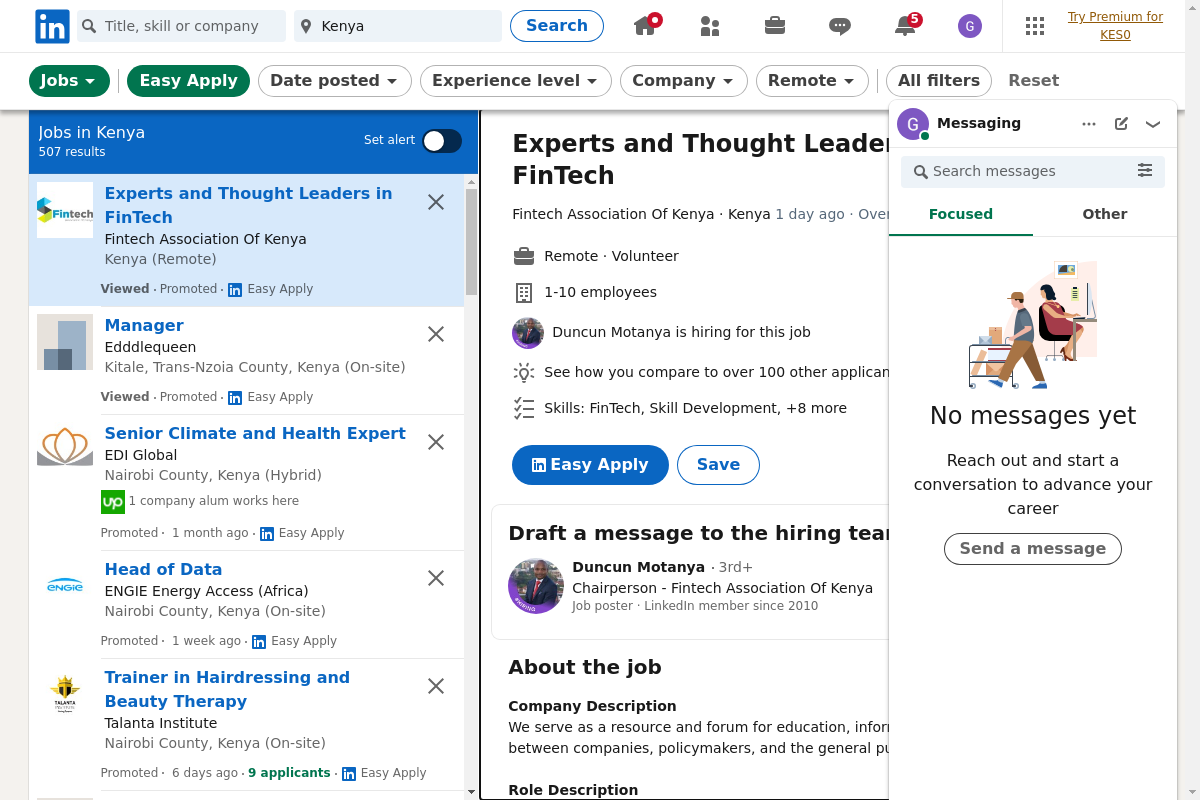 Title, skill or company
Kenya
Search
5
G
Try Premium for
KES0
Jobs
Easy Apply
Date posted
Experience level
Company
Remote
All filters
Reset
Jobs in Kenya
507 results
Set alert
Fintech
Experts and Thought Leaders in
FinTech
Fintech Association Of Kenya
Kenya (Remote)
Viewed · Promoted · in Easy Apply
Manager
Edddlequeen
Kitale, Trans-Nzoia County, Kenya (On-site)
Viewed · Promoted · in Easy Apply
Senior Climate and Health Expert
EDI Global
Nairobi County, Kenya (Hybrid)
up 1 company alum works here
Promoted · 1 month ago · in Easy Apply
ENGIE
Head of Data
ENGIE Energy Access (Africa)
Nairobi County, Kenya (On-site)
Promoted · 1 week ago · in Easy Apply
TALANTA
Trainer in Hairdressing and
Beauty Therapy
Talanta Institute
Nairobi County, Kenya (On-site)
Promoted · 6 days ago · 9 applicants · in Easy Apply
Experts and Thought Leader
FinTech
Fintech Association Of Kenya · Kenya 1 day ago · Over
Remote · Volunteer
1-10 employees
Duncun Motanya is hiring for this job
See how you compare to over 100 other applican
Skills: FinTech, Skill Development, +8 more
in Easy Apply
Save
Draft a message to the hiring tear
Duncun Motanya · 3rd+
Chairperson - Fintech Association Of Kenya
Job poster · LinkedIn member since 2010
#HIRING
About the job
Company Description
We serve as a resource and forum for education, infor
between companies, policymakers, and the general pu
Role Description
G
Messaging
Search messages
Focused
Other
No messages yet
Reach out and start a
conversation to advance your
career
Send a message